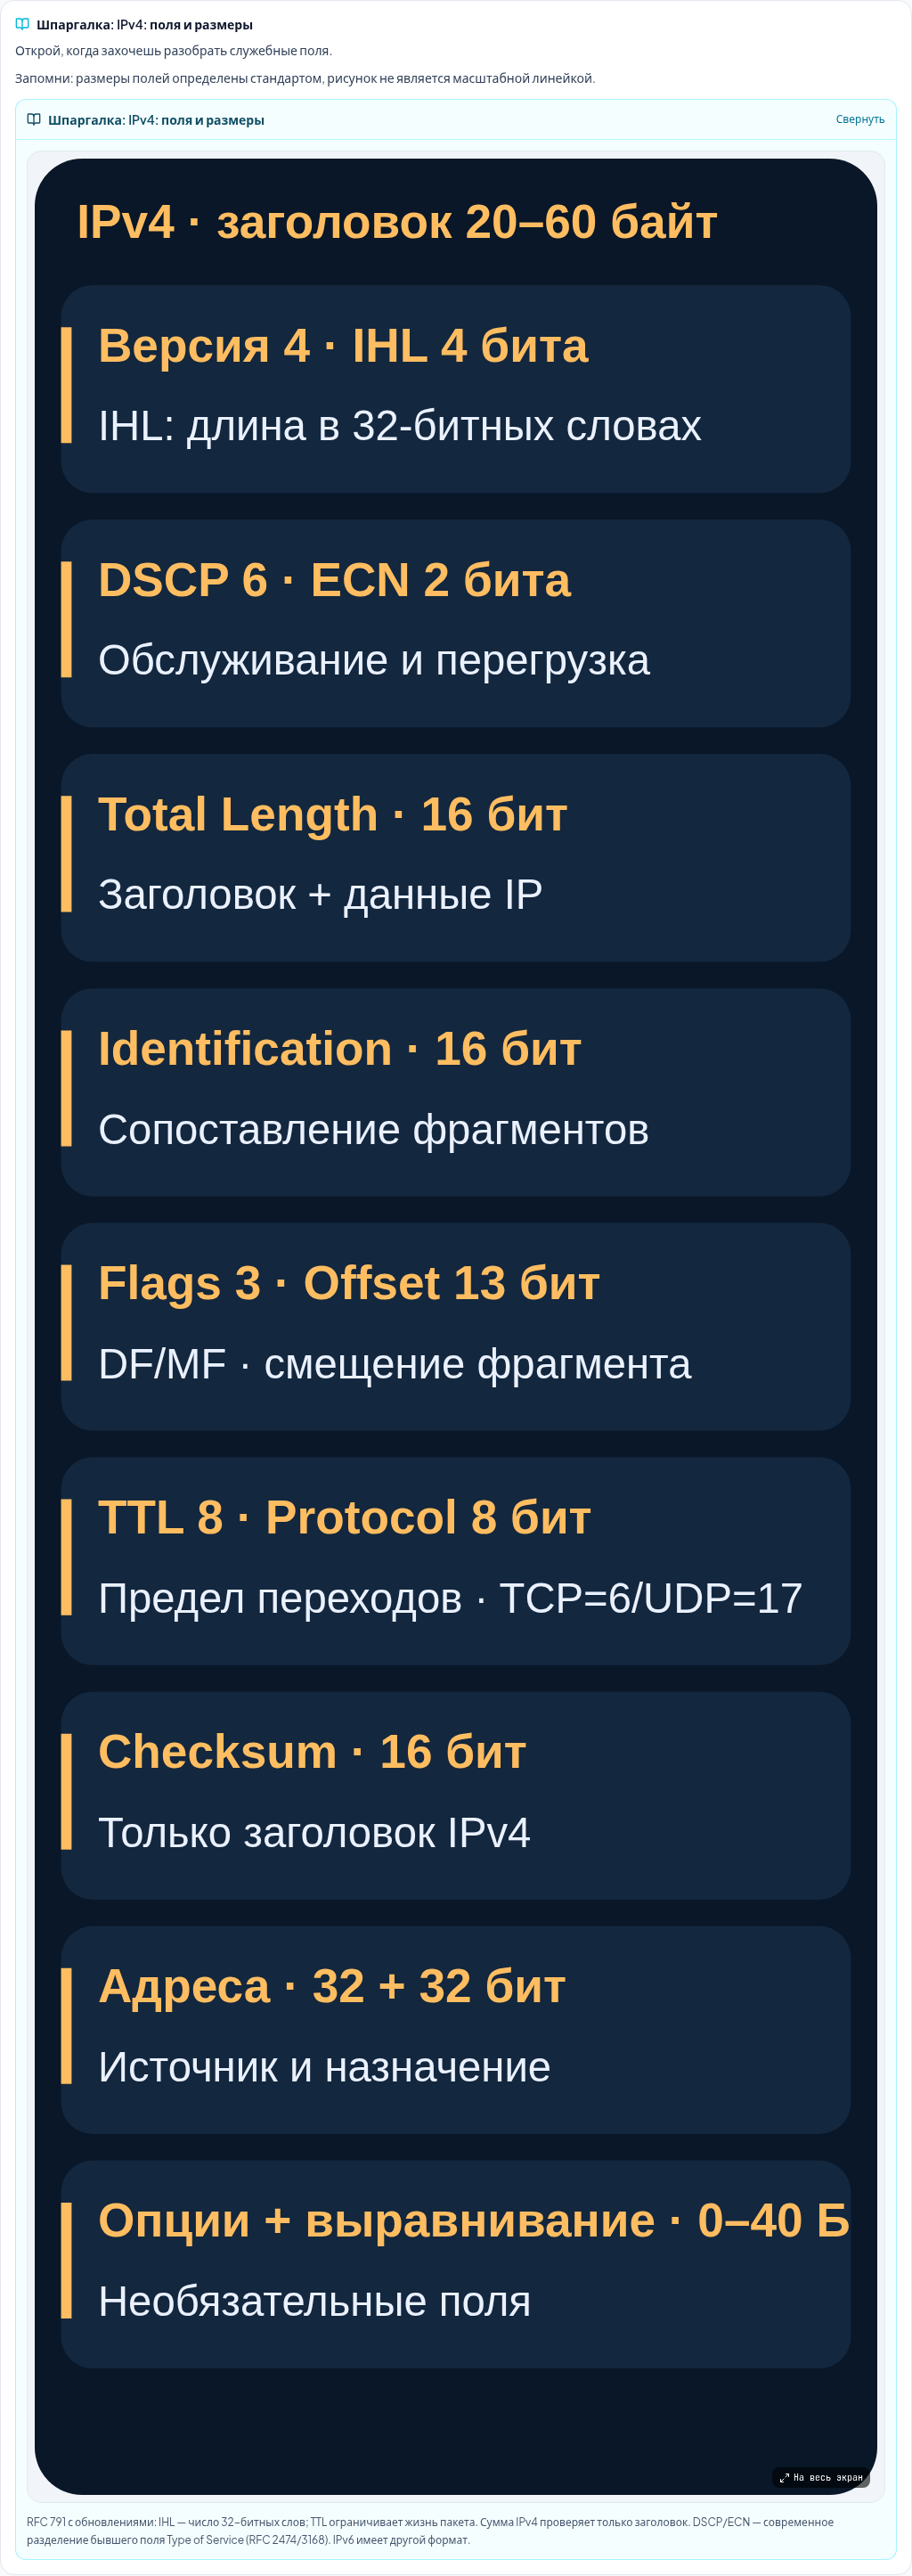 Шпаргалка: IPv4: поля и размеры
Открой, когда захочешь разобрать служебные поля.
Запомни: размеры полей определены стандартом, рисунок не является масштабной линейкой.
Шпаргалка: IPv4: поля и размеры
Свернуть
IPv4 · заголовок 20–60 байт
Версия 4 · IHL 4 бита
IHL: длина в 32-битных словах
DSCP 6 · ECN 2 бита
Обслуживание и перегрузка
Total Length · 16 бит
Заголовок + данные IP
Identification · 16 бит
Сопоставление фрагментов
Flags 3 · Offset 13 бит
DF/MF · смещение фрагмента
TTL 8 · Protocol 8 бит
Предел переходов · TCP=6/UDP=17
Checksum · 16 бит
Только заголовок IPv4
Адреса · 32 + 32 бит
Источник и назначение
Опции + выравнивание · 0–40 Б
Необязательные поля
На весь экран
RFC 791 с обновлениями: IHL — число 32-битных слов; TTL ограничивает жизнь пакета. Сумма IPv4 проверяет только заголовок. DSCP/ECN — современное
разделение бывшего поля Type of Service (RFC 2474/3168). IPv6 имеет другой формат.